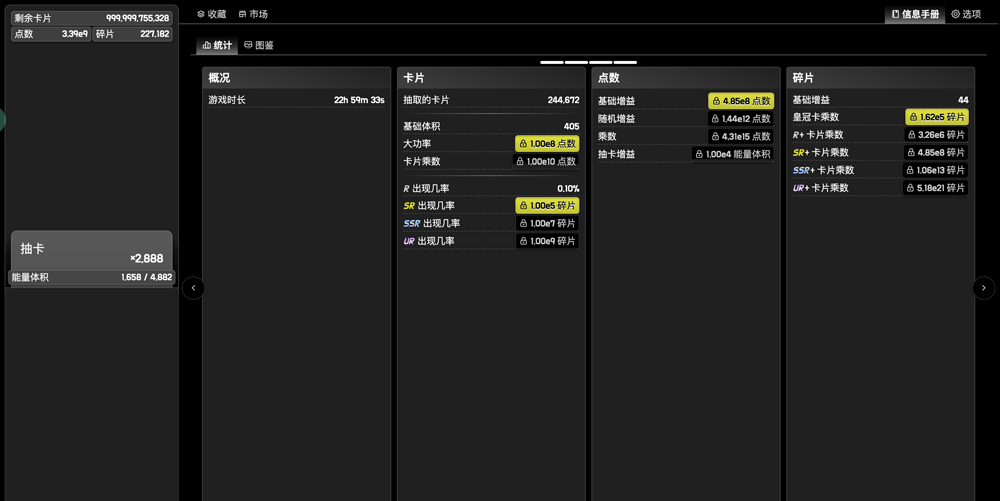 剩余卡片 999,999,755,328
点数 3.39e9 碎片 227,182
抽卡
×2,888
能量体积 1,658 / 4,882
收藏 市场 信息手册 选项
统计 图鉴
概况
游戏时长 22h 59m 33s
卡片
抽取的卡片 244,672
基础体积 405
大功率 1.00e8 点数
卡片乘数 1.00e10 点数
R 出现几率 0.10%
SR 出现几率 1.00e5 碎片
SSR 出现几率 1.00e7 碎片
UR 出现几率 1.00e9 碎片
点数
基础增益 4.85e8 点数
随机增益 1.44e12 点数
乘数 4.31e15 点数
抽卡增益 1.00e4 能量体积
碎片
基础增益 44
皇冠卡乘数 1.62e5 碎片
R+ 卡片乘数 3.26e6 碎片
SR+ 卡片乘数 4.85e8 碎片
SSR+ 卡片乘数 1.06e13 碎片
UR+ 卡片乘数 5.18e21 碎片